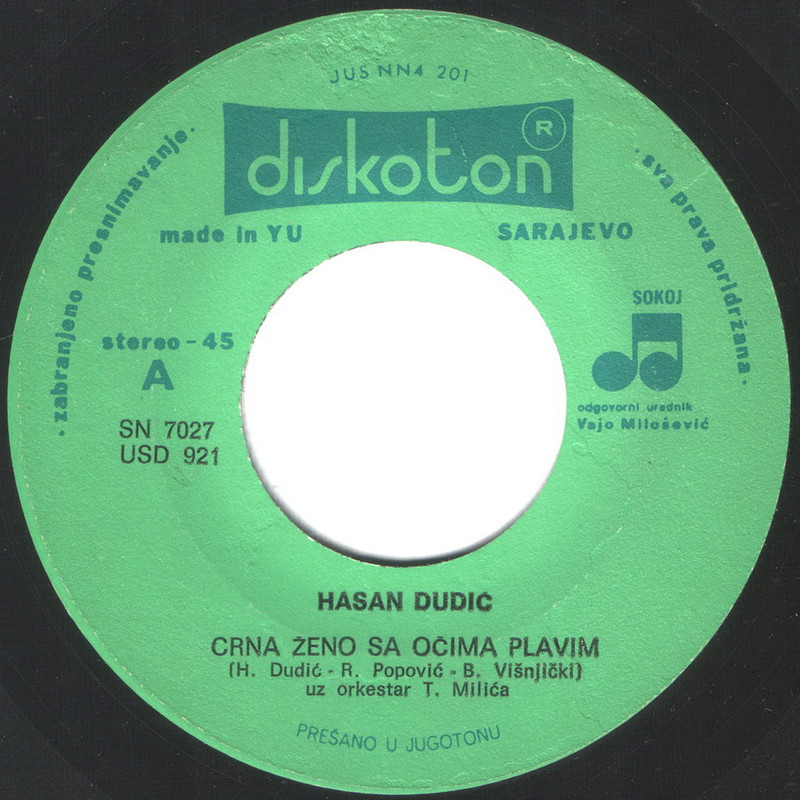 JUS NN4 201
diskoton ®
made in YU
SARAJEVO
· zabranjeno presnimavanje ·
· sva prava pridržana ·
SOKOJ
stereo - 45
A
odgovorni urednik
Vajo Milošević
SN 7027
USD 921
HASAN DUDIĆ
CRNA ŽENO SA OČIMA PLAVIM
(H. Dudić - R. Popović - B. Višnjički)
uz orkestar T. Milića
PREŠANO U JUGOTONU